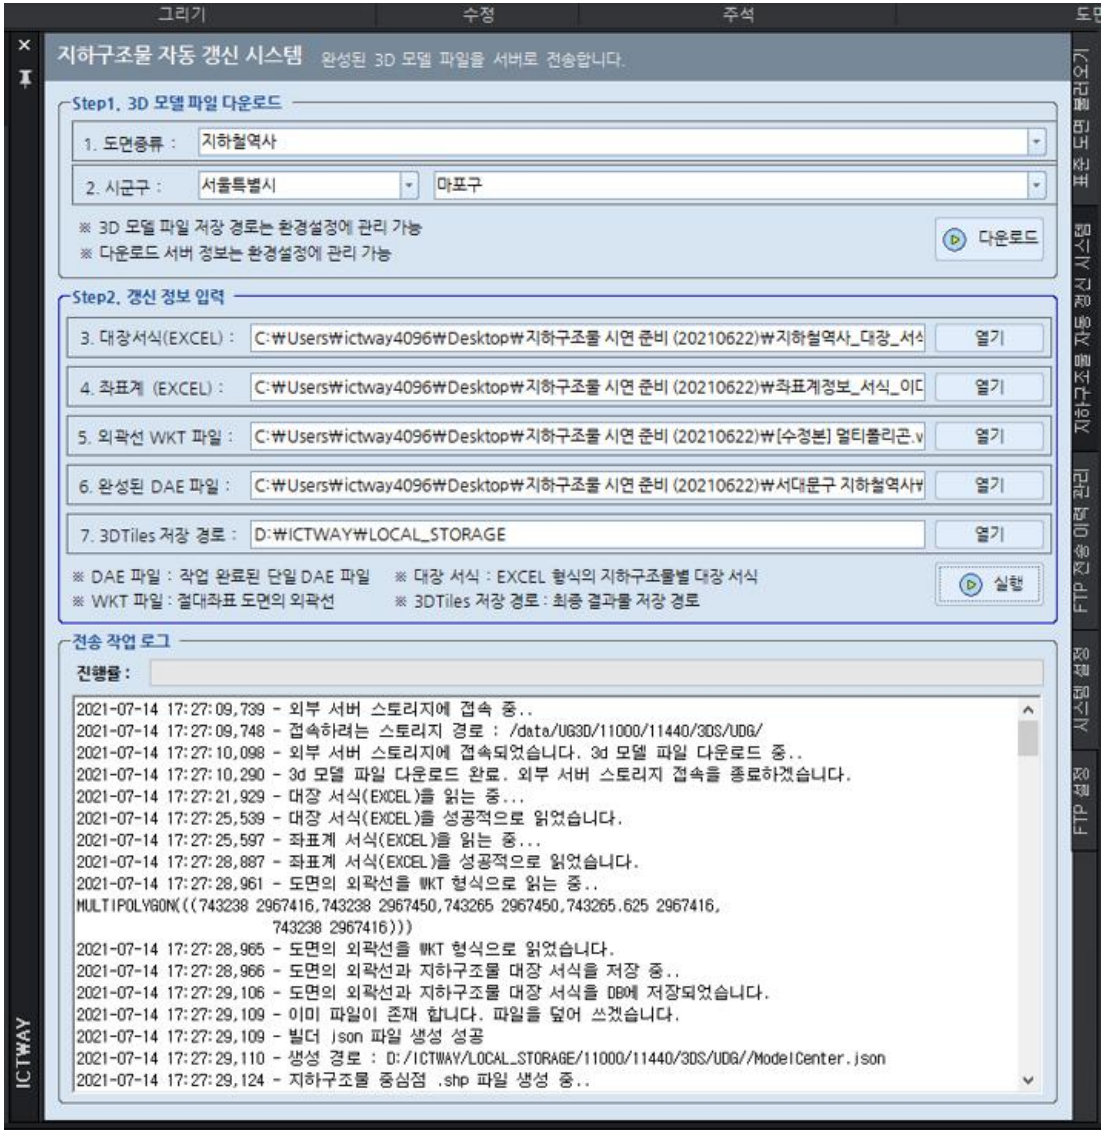 그리기 수정 주석
지하구조물 자동 갱신 시스템 완성된 3D 모델 파일을 서버로 전송합니다.
Step1. 3D 모델 파일 다운로드
1. 도면종류 : 지하철역사
2. 시군구 : 서울특별시 마포구
※ 3D 모델 파일 저장 경로는 환경설정에 관리 가능
※ 다운로드 서버 정보는 환경설정에 관리 가능
다운로드
Step2. 갱신 정보 입력
3. 대장서식(EXCEL) : C:₩Users₩ictway4096₩Desktop₩지하구조물 시연 준비 (20210622)₩지하철역사_대장_서식 열기
4. 좌표계 (EXCEL) : C:₩Users₩ictway4096₩Desktop₩지하구조물 시연 준비 (20210622)₩좌표계정보_서식_이디 열기
5. 외곽선 WKT 파일 : C:₩Users₩ictway4096₩Desktop₩지하구조물 시연 준비 (20210622)₩[수정본] 멀티폴리곤.w 열기
6. 완성된 DAE 파일 : C:₩Users₩ictway4096₩Desktop₩지하구조물 시연 준비 (20210622)₩서대문구 지하철역사₩ 열기
7. 3DTiles 저장 경로 : D:₩ICTWAY₩LOCAL_STORAGE 열기
※ DAE 파일 : 작업 완료된 단일 DAE 파일 ※ 대장 서식 : EXCEL 형식의 지하구조물별 대장 서식
※ WKT 파일 : 절대좌표 도면의 외곽선 ※ 3DTiles 저장 경로 : 최종 결과물 저장 경로
실행
전송 작업 로그
진행률 :
2021-07-14 17:27:09,739 - 외부 서버 스토리지에 접속 중..
2021-07-14 17:27:09,748 - 접속하려는 스토리지 경로 : /data/UG3D/11000/11440/3DS/UDG/
2021-07-14 17:27:10,098 - 외부 서버 스토리지에 접속되었습니다. 3d 모델 파일 다운로드 중..
2021-07-14 17:27:10,290 - 3d 모델 파일 다운로드 완료. 외부 서버 스토리지 접속을 종료하겠습니다.
2021-07-14 17:27:21,929 - 대장 서식(EXCEL)을 읽는 중...
2021-07-14 17:27:25,539 - 대장 서식(EXCEL)을 성공적으로 읽었습니다.
2021-07-14 17:27:25,597 - 좌표계 서식(EXCEL)을 읽는 중...
2021-07-14 17:27:28,887 - 좌표계 서식(EXCEL)을 성공적으로 읽었습니다.
2021-07-14 17:27:28,961 - 도면의 외곽선을 WKT 형식으로 읽는 중..
MULTIPOLYGON(((743238 2967416,743238 2967450,743265 2967450,743265.625 2967416,
743238 2967416)))
2021-07-14 17:27:28,965 - 도면의 외곽선을 WKT 형식으로 읽었습니다.
2021-07-14 17:27:28,966 - 도면의 외곽선과 지하구조물 대장 서식을 저장 중..
2021-07-14 17:27:29,106 - 도면의 외곽선과 지하구조물 대장 서식을 DB에 저장되었습니다.
2021-07-14 17:27:29,109 - 이미 파일이 존재 합니다. 파일을 덮어 쓰겠습니다.
2021-07-14 17:27:29,109 - 빌더 json 파일 생성 성공
2021-07-14 17:27:29,110 - 생성 경로 : D:/ICTWAY/LOCAL_STORAGE/11000/11440/3DS/UDG//ModelCenter.json
2021-07-14 17:27:29,124 - 지하구조물 중심점 .shp 파일 생성 중..
ICTWAY
표준 도면 불러오기
지하구조물 자동 갱신 시스템
FTP 전송 이력 관리
시스템 설정
FTP 설정